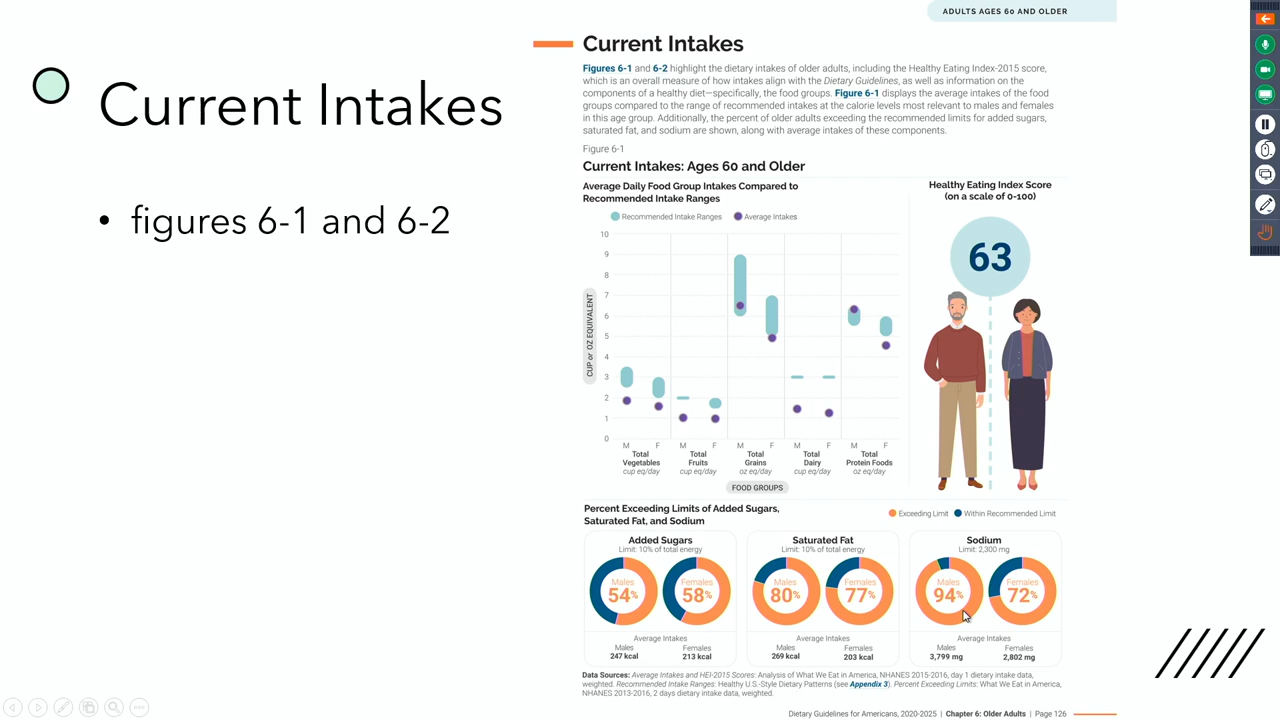 ADULTS AGES 60 AND OLDER
Current Intakes
• figures 6-1 and 6-2
Current Intakes
Figures 6-1 and 6-2 highlight the dietary intakes of older adults, including the Healthy Eating Index-2015 score,
which is an overall measure of how intakes align with the Dietary Guidelines, as well as information on the
components of a healthy diet—specifically, the food groups. Figure 6-1 displays the average intakes of the food
groups compared to the range of recommended intakes at the calorie levels most relevant to males and females
in this age group. Additionally, the percent of older adults exceeding the recommended limits for added sugars,
saturated fat, and sodium are shown, along with average intakes of these components.
Figure 6-1
Current Intakes: Ages 60 and Older
Average Daily Food Group Intakes Compared to
Recommended Intake Ranges
Recommended Intake Ranges Average Intakes
CUP or OZ EQUIVALENT
10
9
8
7
6
5
4
3
2
1
0
M F M F M F M F M F
Total Vegetables cup eq/day
Total Fruits cup eq/day
Total Grains oz eq/day
Total Dairy cup eq/day
Total Protein Foods oz eq/day
FOOD GROUPS
Healthy Eating Index Score
(on a scale of 0-100)
63
Percent Exceeding Limits of Added Sugars,
Saturated Fat, and Sodium
Exceeding Limit Within Recommended Limit
Added Sugars
Limit: 10% of total energy
Males 54%
Females 58%
Average Intakes
Males 247 kcal
Females 213 kcal
Saturated Fat
Limit: 10% of total energy
Males 80%
Females 77%
Average Intakes
Males 269 kcal
Females 203 kcal
Sodium
Limit: 2,300 mg
Males 94%
Females 72%
Average Intakes
Males 3,799 mg
Females 2,802 mg
Data Sources: Average Intakes and HEI-2015 Scores: Analysis of What We Eat in America, NHANES 2015-2016, day 1 dietary intake data,
weighted. Recommended Intake Ranges: Healthy U.S.-Style Dietary Patterns (see Appendix 3). Percent Exceeding Limits: What We Eat in America,
NHANES 2013-2016, 2 days dietary intake data, weighted.
Dietary Guidelines for Americans, 2020-2025 | Chapter 6: Older Adults | Page 126